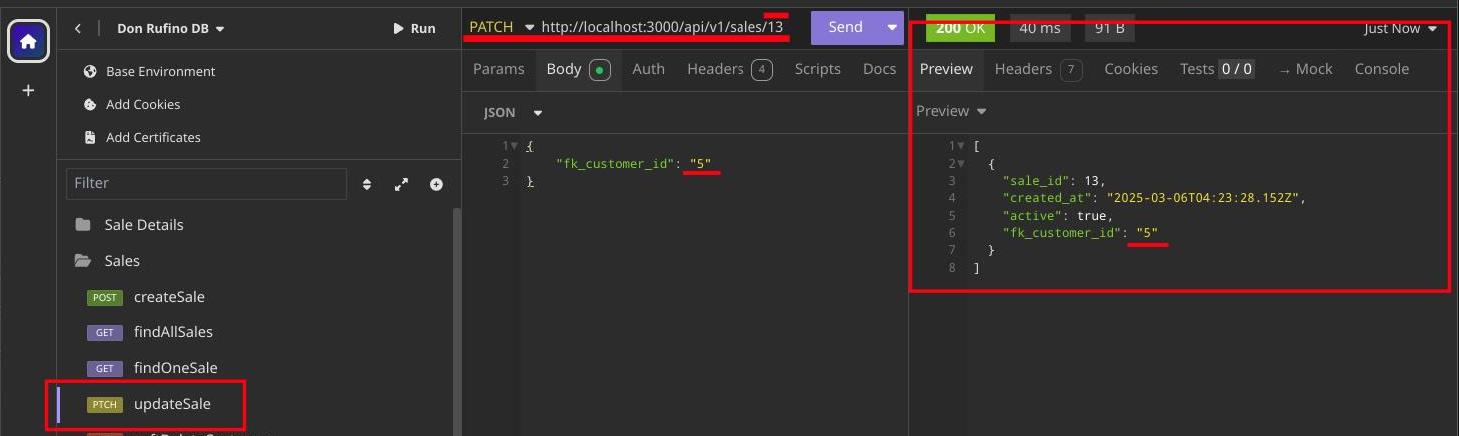 Don Rufino DB
Run
Base Environment
Add Cookies
Add Certificates
Filter
Sale Details
Sales
POST createSale
GET findAllSales
GET findOneSale
PTCH updateSale
PATCH http://localhost:3000/api/v1/sales/13 Send
Params Body Auth Headers 4 Scripts Docs
JSON
1 {
2 "fk_customer_id": "5"
3 }
200 OK 40 ms 91 B Just Now
Preview Headers 7 Cookies Tests 0 / 0 → Mock Console
Preview
1 [
2 {
3 "sale_id": 13,
4 "created_at": "2025-03-06T04:23:28.152Z",
5 "active": true,
6 "fk_customer_id": "5"
7 }
8 ]